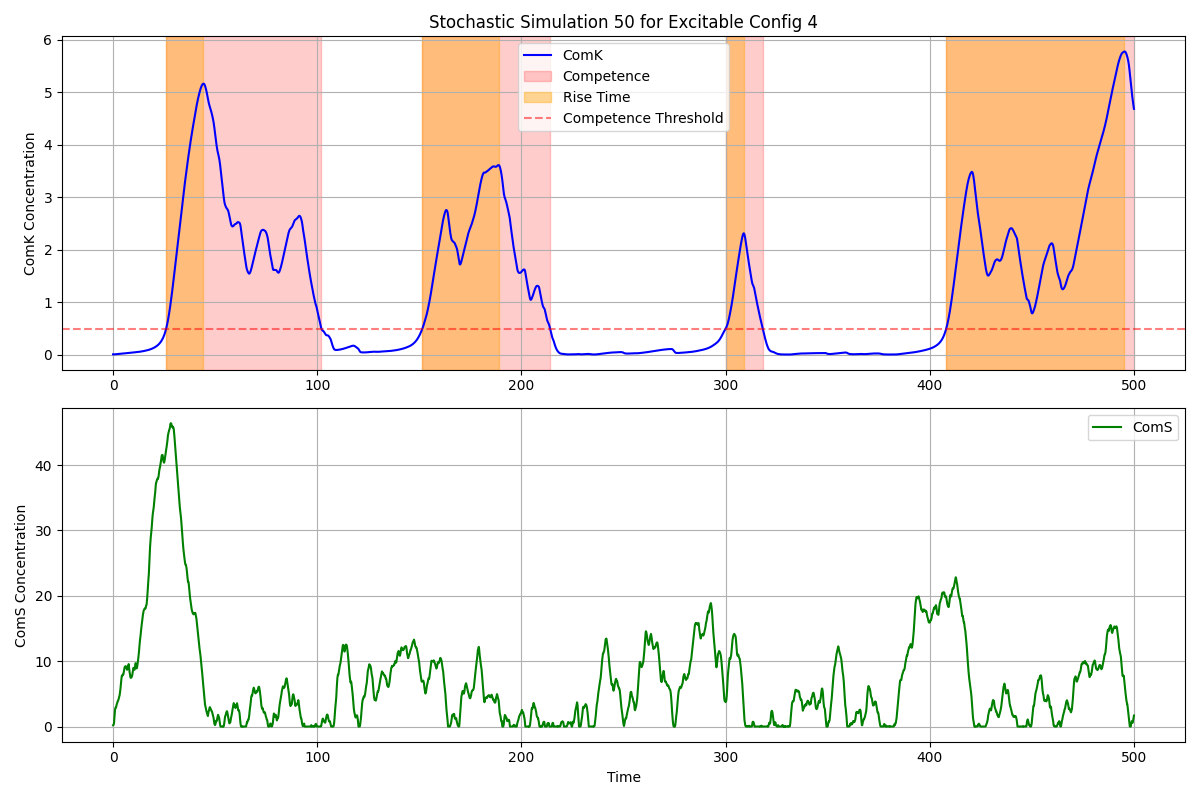 Stochastic Simulation 50 for Excitable Config 4
6
5
4
3
2
1
0
ComK Concentration
ComK
Competence
Rise Time
Competence Threshold
0 100 200 300 400 500
40
30
20
10
0
ComS Concentration
ComS
0 100 200 300 400 500
Time